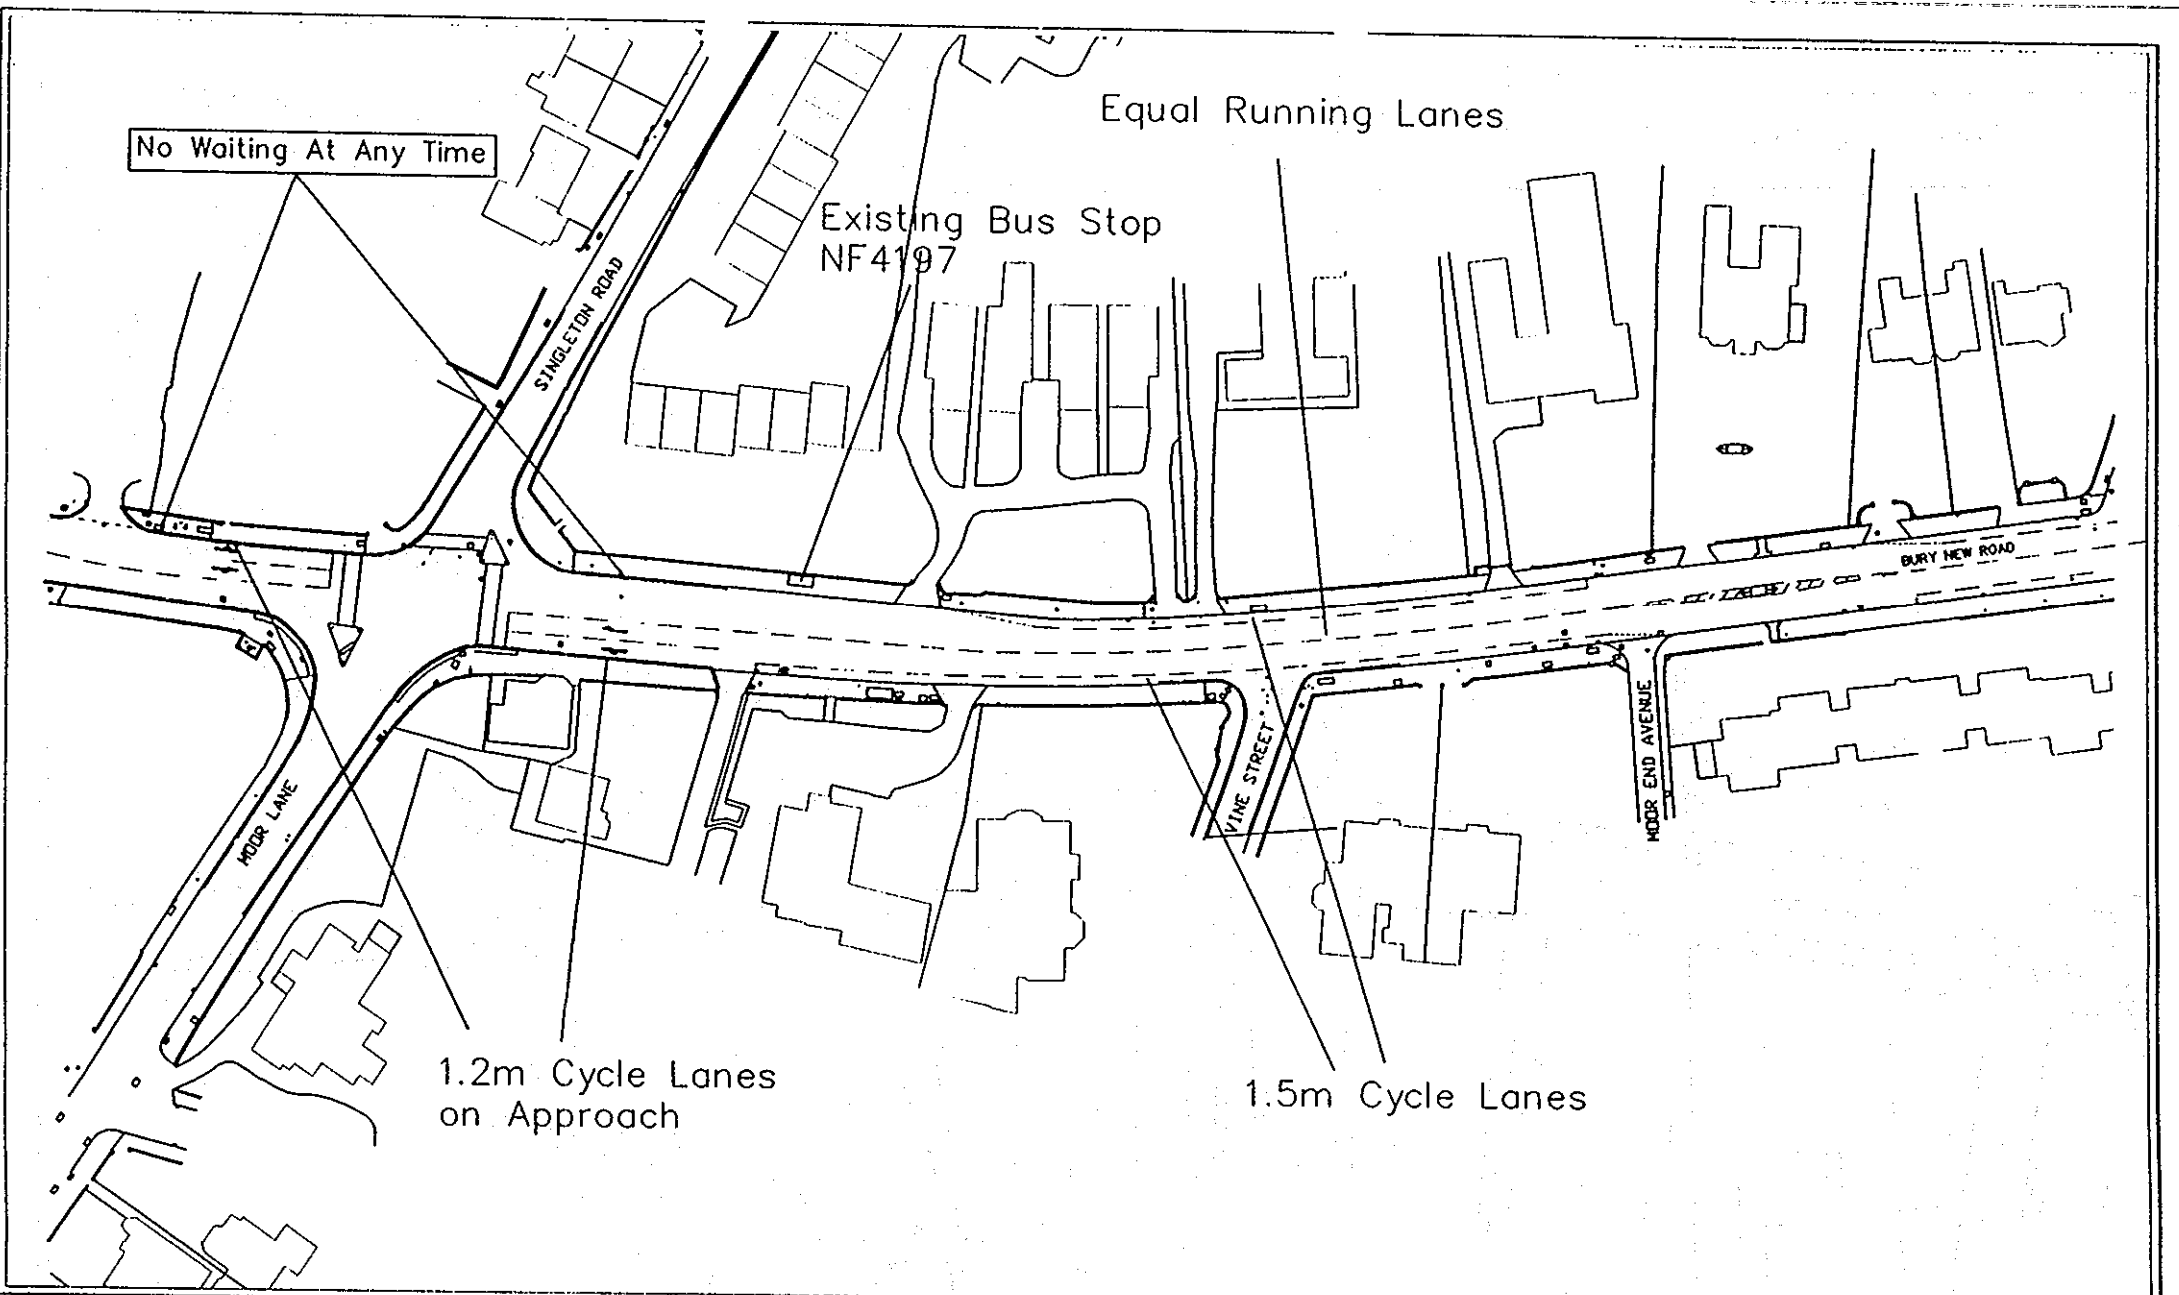 Equal Running Lanes
No Waiting At Any Time
Existing Bus Stop
NF4197
SINGLETON ROAD
BURY NEW ROAD
MOOR LANE
VINE STREET
MOOR END AVENUE
1.2m Cycle Lanes
on Approach
1.5m Cycle Lanes